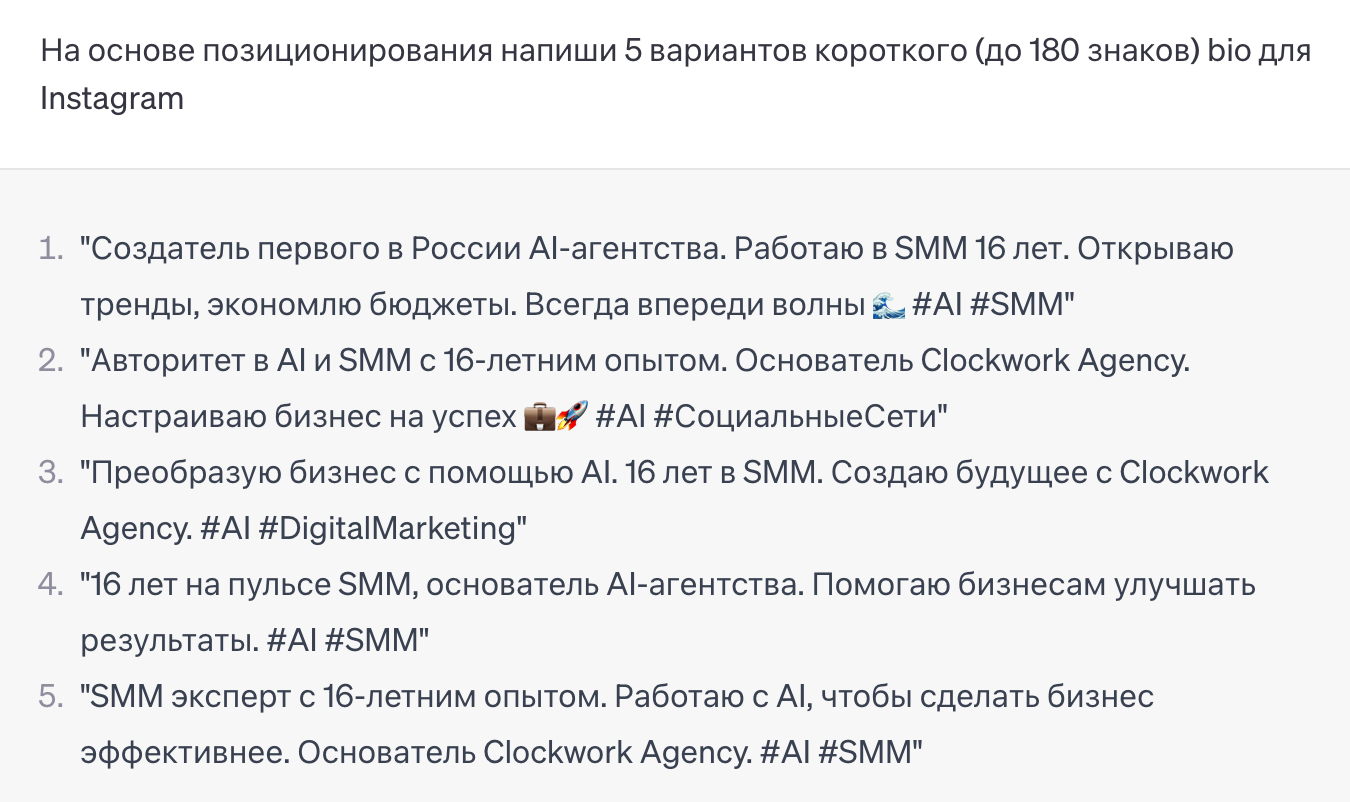 На основе позиционирования напиши 5 вариантов короткого (до 180 знаков) bio для
Instagram
1. "Создатель первого в России AI-агентства. Работаю в SMM 16 лет. Открываю
тренды, экономлю бюджеты. Всегда впереди волны 🌊 #AI #SMM"
2. "Авторитет в AI и SMM с 16-летним опытом. Основатель Clockwork Agency.
Настраиваю бизнес на успех 💼🚀 #AI #СоциальныеСети"
3. "Преобразую бизнес с помощью AI. 16 лет в SMM. Создаю будущее с Clockwork
Agency. #AI #DigitalMarketing"
4. "16 лет на пульсе SMM, основатель AI-агентства. Помогаю бизнесам улучшать
результаты. #AI #SMM"
5. "SMM эксперт с 16-летним опытом. Работаю с AI, чтобы сделать бизнес
эффективнее. Основатель Clockwork Agency. #AI #SMM"